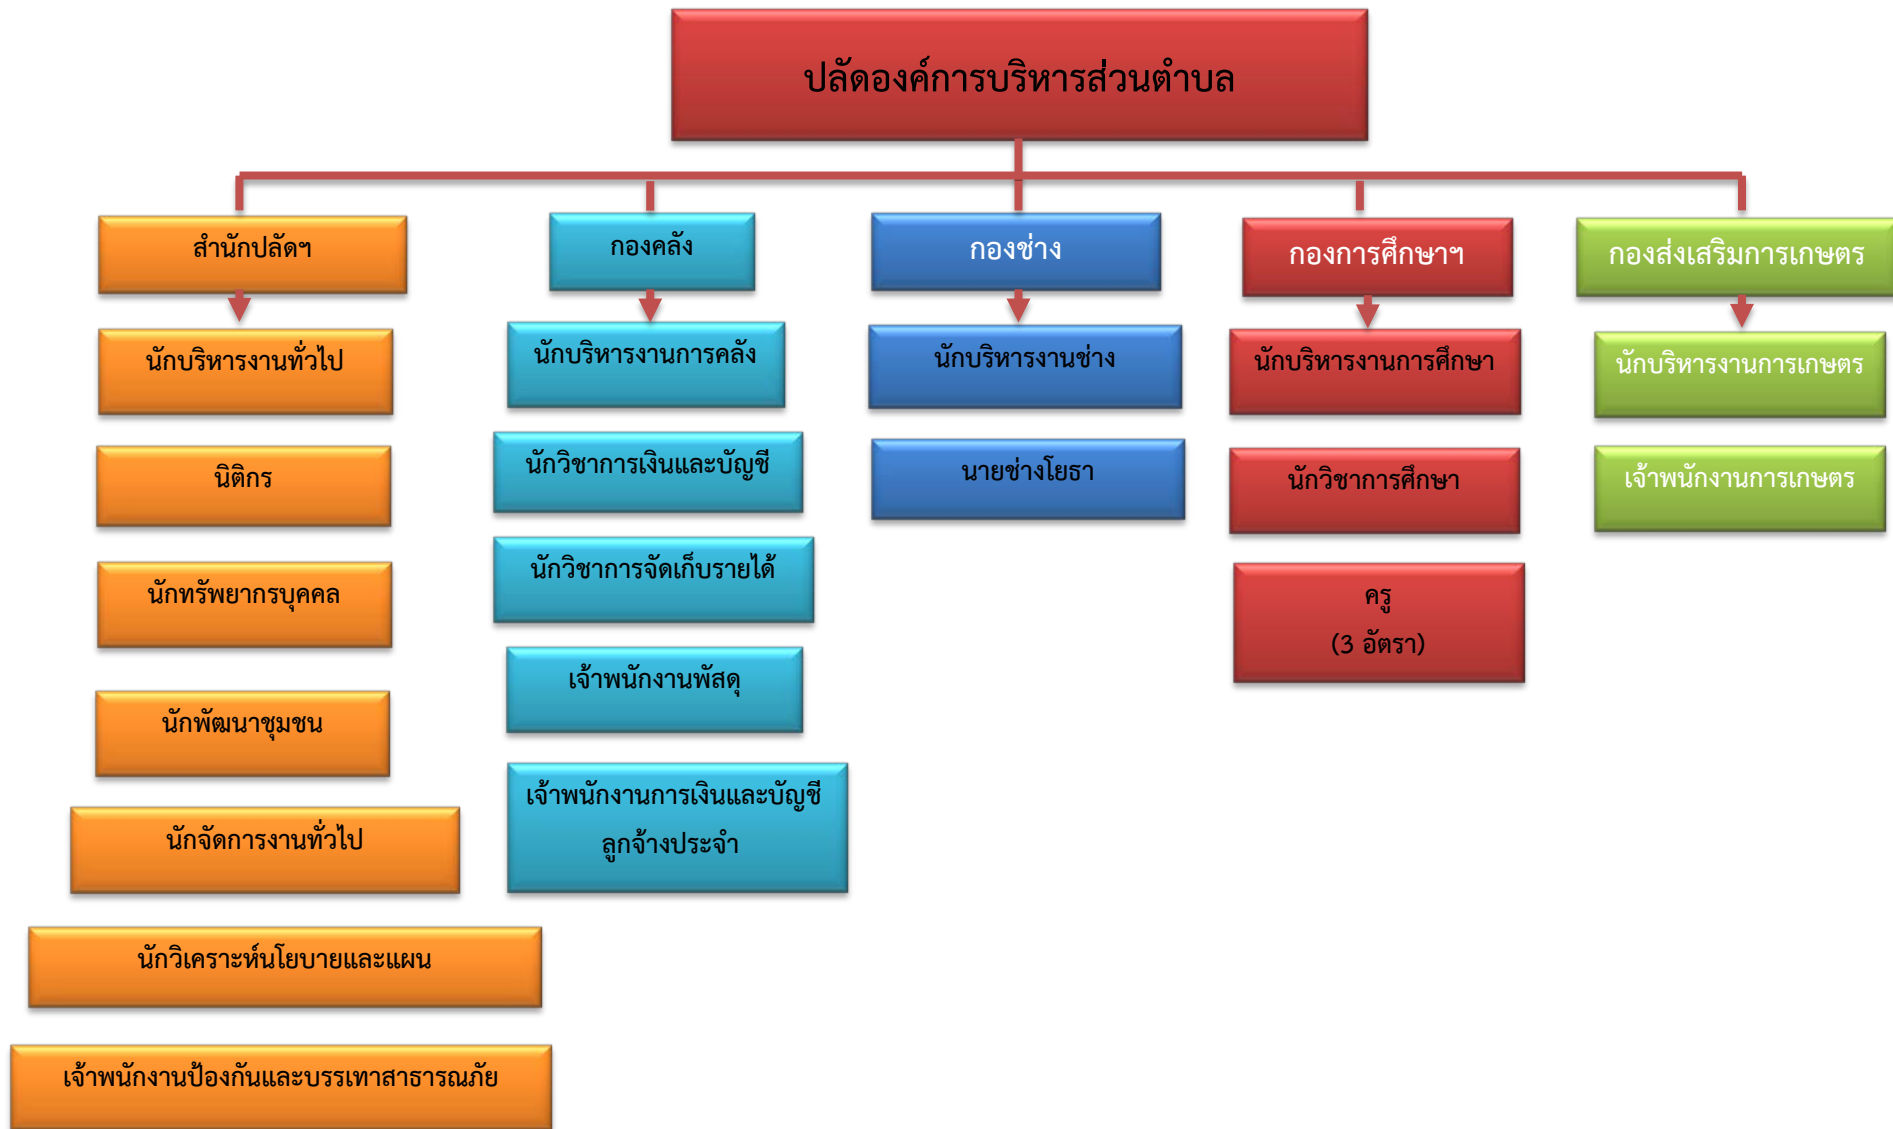 ปลัดองค์การบริหารส่วนตำบล
สำนักปลัดฯ
นักบริหารงานทั่วไป
นิติกร
นักทรัพยากรบุคคล
นักพัฒนาชุมชน
นักจัดการงานทั่วไป
นักวิเคราะห์นโยบายและแผน
เจ้าพนักงานป้องกันและบรรเทาสาธารณภัย
กองคลัง
นักบริหารงานการคลัง
นักวิชาการเงินและบัญชี
นักวิชาการจัดเก็บรายได้
เจ้าพนักงานพัสดุ
เจ้าพนักงานการเงินและบัญชี
ลูกจ้างประจำ
กองช่าง
นักบริหารงานช่าง
นายช่างโยธา
กองการศึกษาฯ
นักบริหารงานการศึกษา
นักวิชาการศึกษา
ครู
(3 อัตรา)
กองส่งเสริมการเกษตร
นักบริหารงานการเกษตร
เจ้าพนักงานการเกษตร